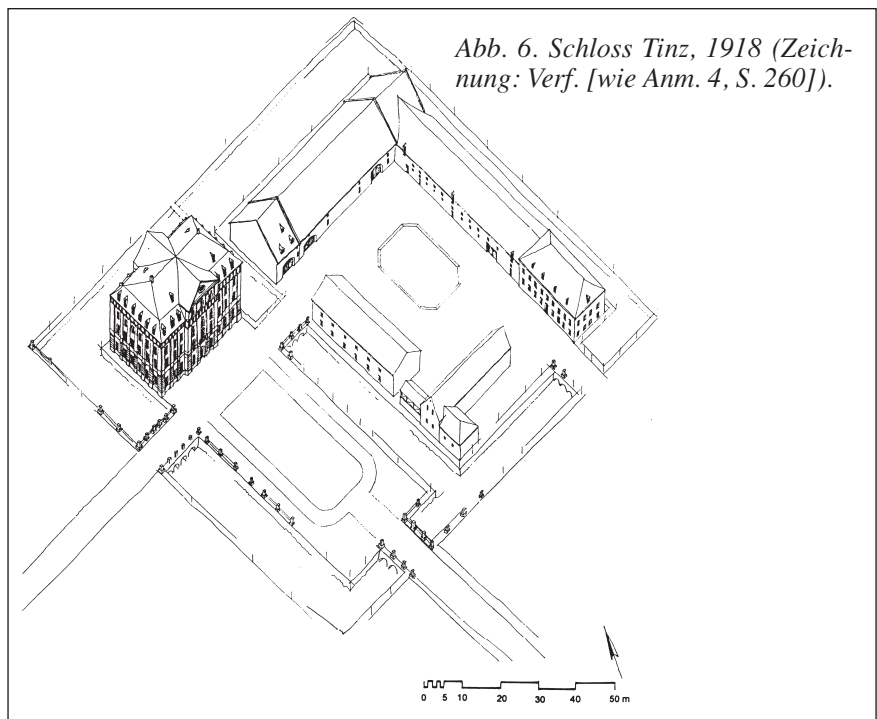 Abb. 6. Schloss Tinz, 1918 (Zeich-
nung: Verf. [wie Anm. 4, S. 260]).
0 5 10 20 30 40 50 m